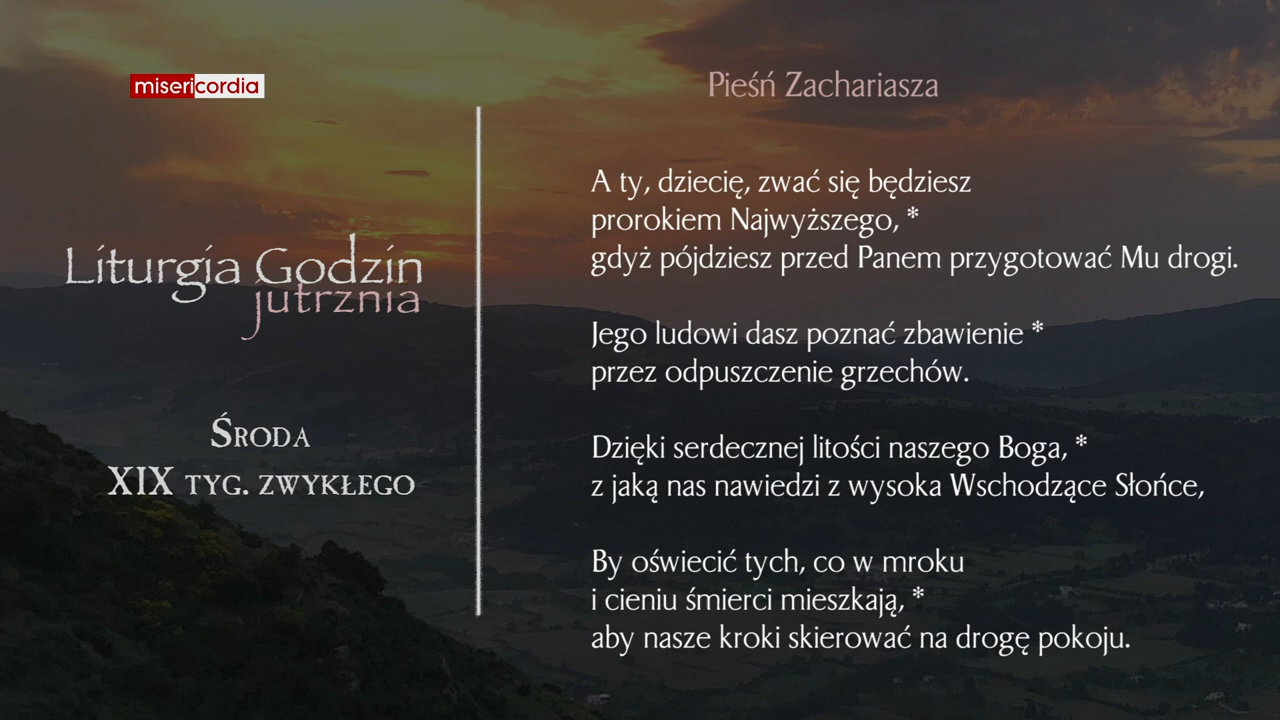 misericordia
Liturgia Godzin
jutrznia
Środa
XIX tyg. zwykłego
Pieśń Zachariasza
A ty, dziecię, zwać się będziesz
prorokiem Najwyższego, *
gdyż pójdziesz przed Panem przygotować Mu drogi.
Jego ludowi dasz poznać zbawienie *
przez odpuszczenie grzechów.
Dzięki serdecznej litości naszego Boga, *
z jaką nas nawiedzi z wysoka Wschodzące Słońce,
By oświecić tych, co w mroku
i cieniu śmierci mieszkają, *
aby nasze kroki skierować na drogę pokoju.